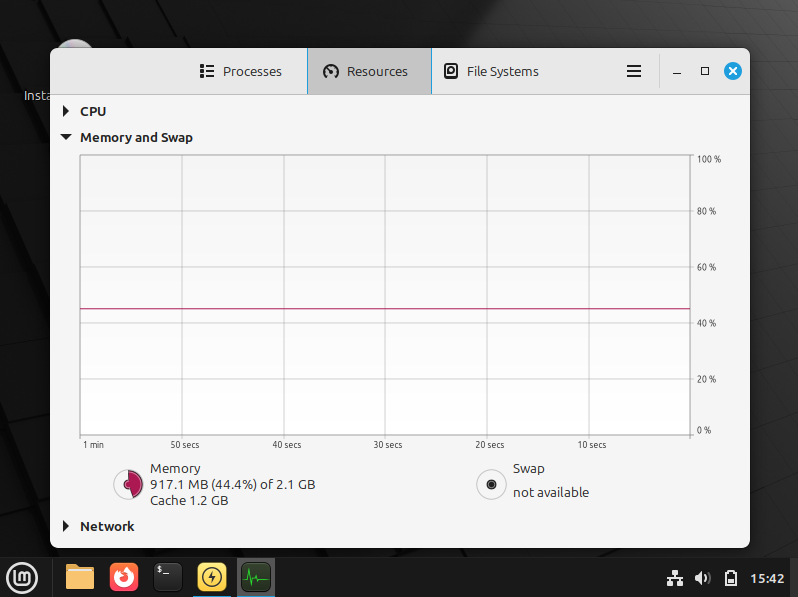 Insta
Processes
Resources
File Systems
CPU
Memory and Swap
100 %
80 %
60 %
40 %
20 %
0 %
1 min
50 secs
40 secs
30 secs
20 secs
10 secs
Memory
917.1 MB (44.4%) of 2.1 GB
Cache 1.2 GB
Swap
not available
Network
$_
15:42